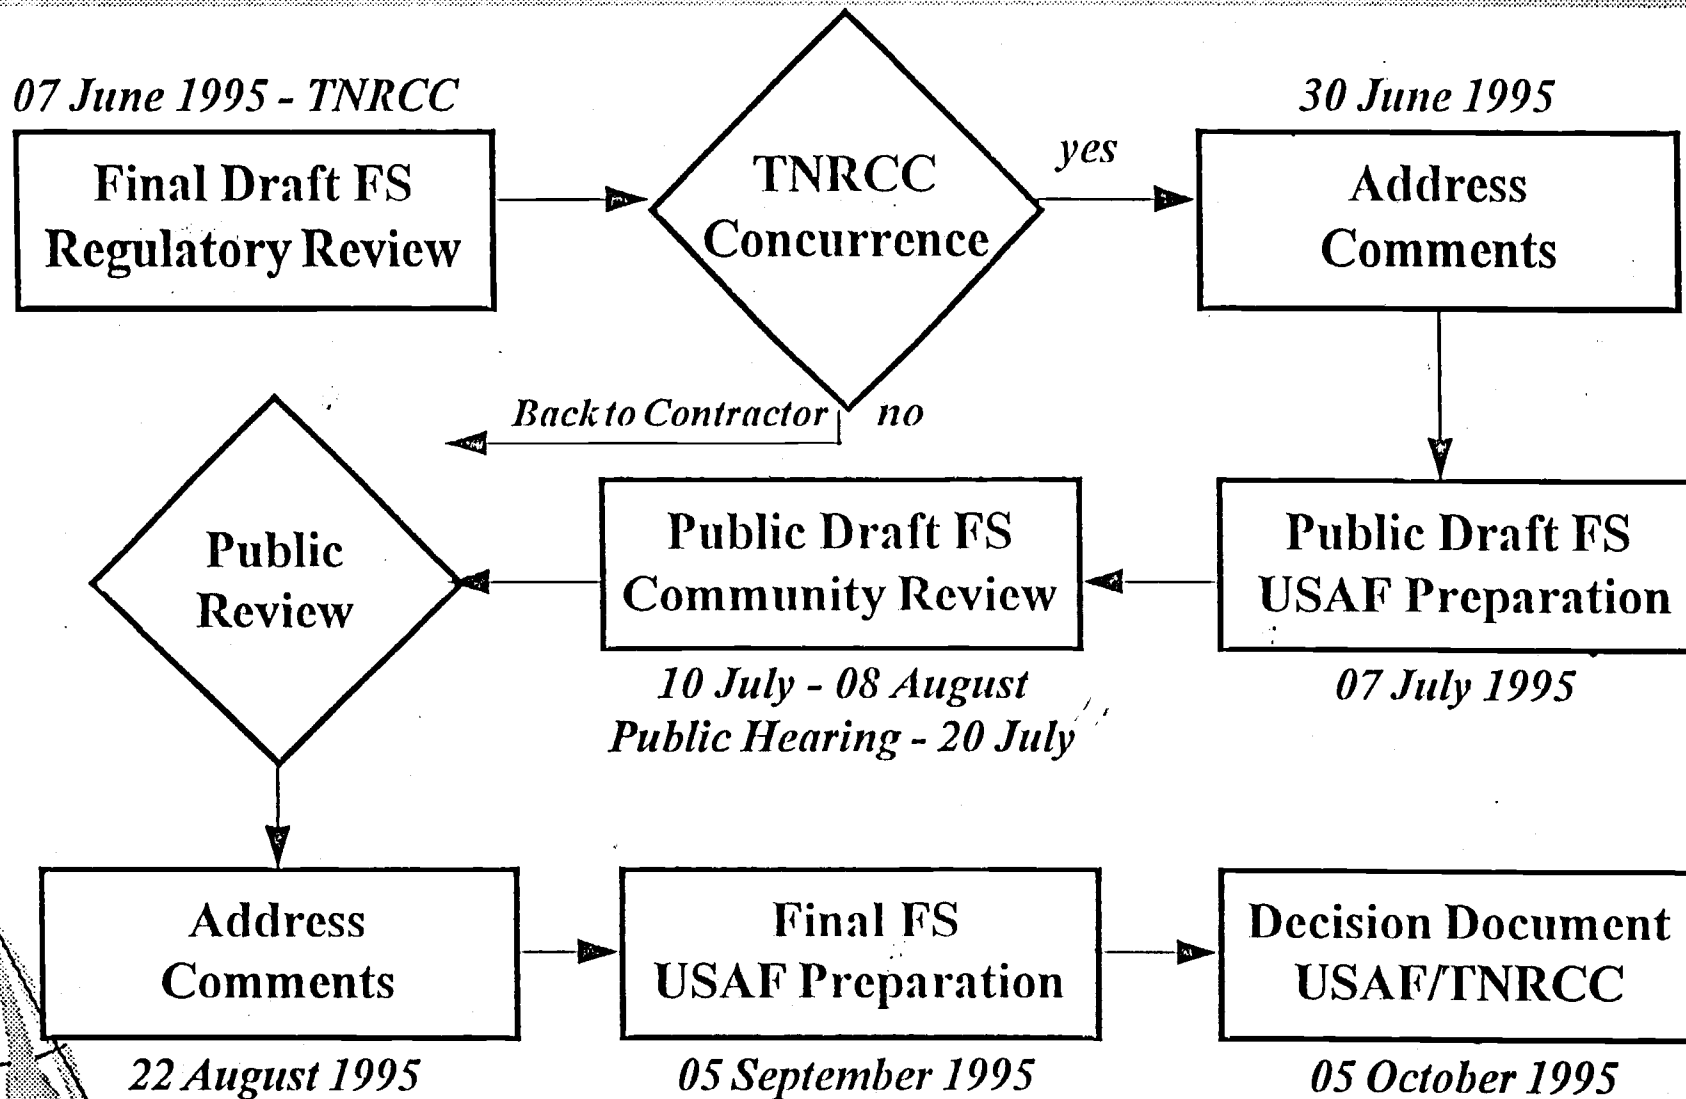 07 June 1995 - TNRCC
Final Draft FS
Regulatory Review
TNRCC
Concurrence
yes
30 June 1995
Address
Comments
Back to Contractor
no
Public
Review
Public Draft FS
Community Review
10 July - 08 August
Public Hearing - 20 July
Public Draft FS
USAF Preparation
07 July 1995
Address
Comments
22 August 1995
Final FS
USAF Preparation
05 September 1995
Decision Document
USAF/TNRCC
05 October 1995